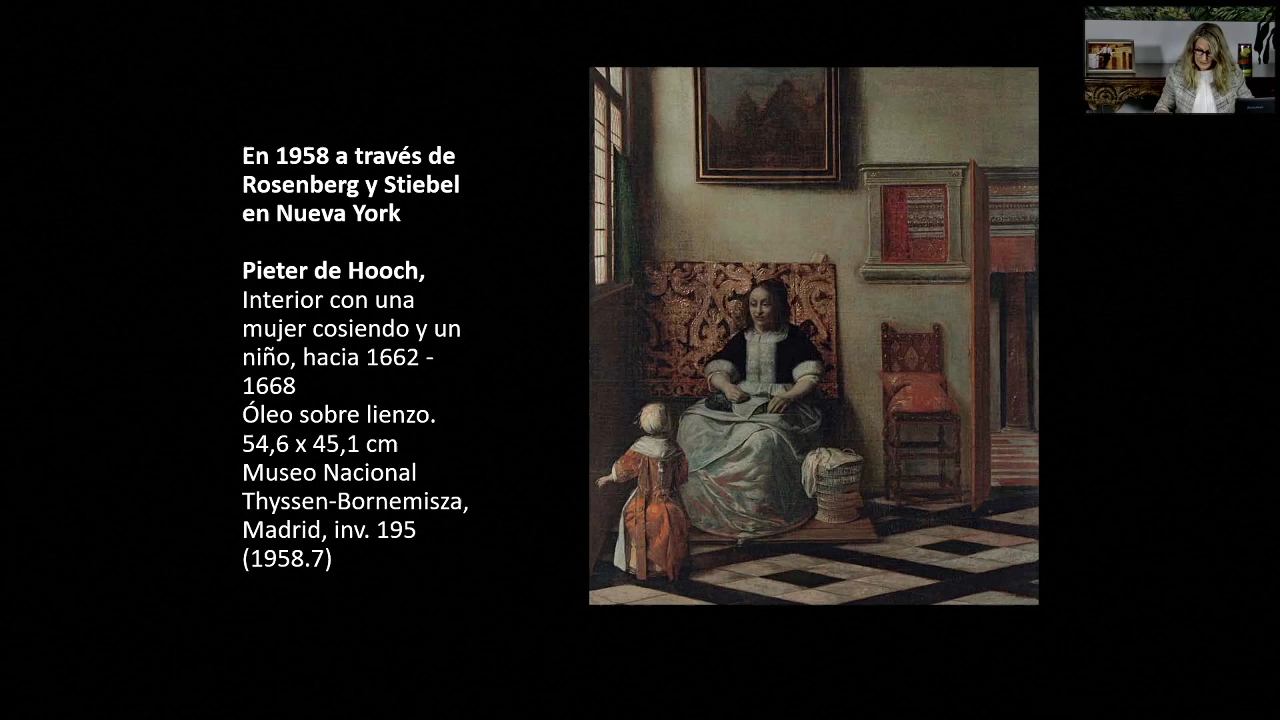 En 1958 a través de
Rosenberg y Stiebel
en Nueva York
Pieter de Hooch,
Interior con una
mujer cosiendo y un
niño, hacia 1662 -
1668
Óleo sobre lienzo.
54,6 x 45,1 cm
Museo Nacional
Thyssen-Bornemisza,
Madrid, inv. 195
(1958.7)